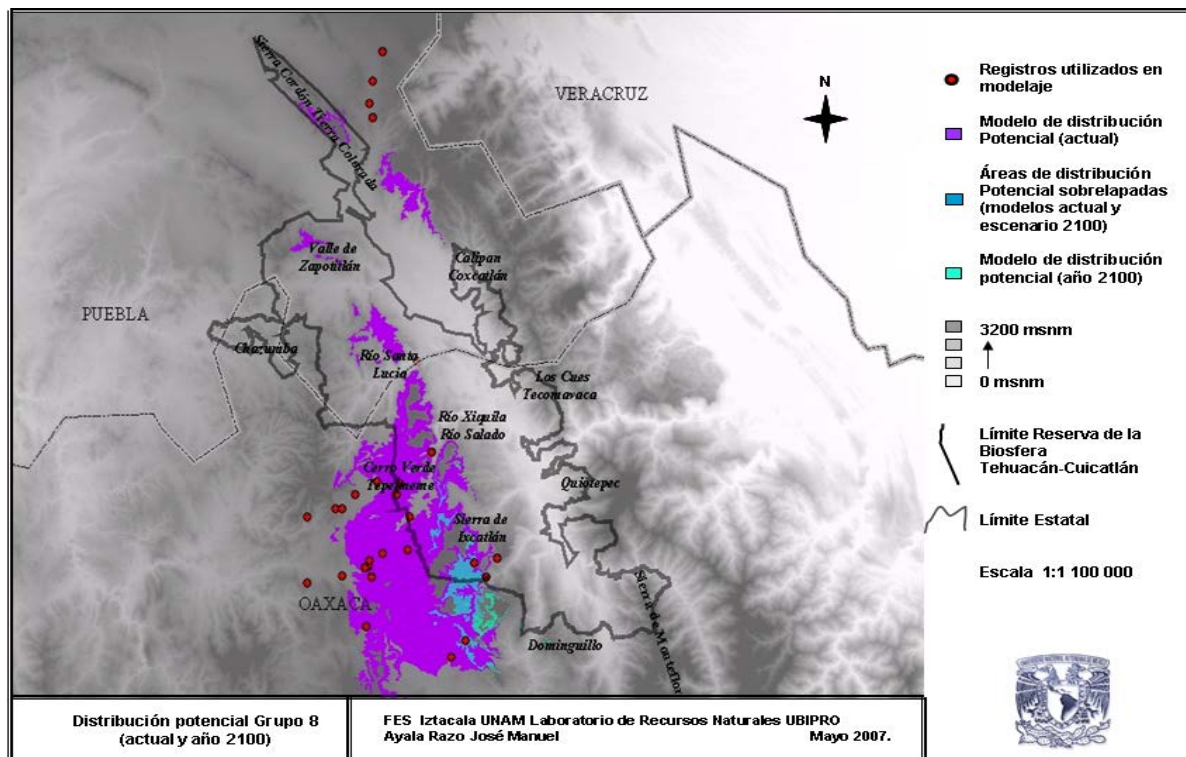 Sierra Cordón Tierra Colorada
VERACRUZ
N
Valle de
Zapotitlán
Calipan
Coxcatlán
PUEBLA
Chazumba
Río Santa
Lucia
Los Cues
Tecomavaca
Río Xiquila
Río Salado
Cerro Verde
Tepelmeme
Quiotepec
Sierra de
Ixcatlán
OAXACA
Dominguillo
Sierra de Monteflor
Registros utilizados en
modelaje
Modelo de distribución
Potencial (actual)
Áreas de distribución
Potencial sobrelapadas
(modelos actual y
escenario 2100)
Modelo de distribución
potencial (año 2100)
3200 msnm
0 msnm
Límite Reserva de la
Biosfera
Tehuacán-Cuicatlán
Límite Estatal
Escala 1:1 100 000
Distribución potencial Grupo 8
(actual y año 2100)
FES Iztacala UNAM Laboratorio de Recursos Naturales UBIPRO
Ayala Razo José Manuel Mayo 2007.